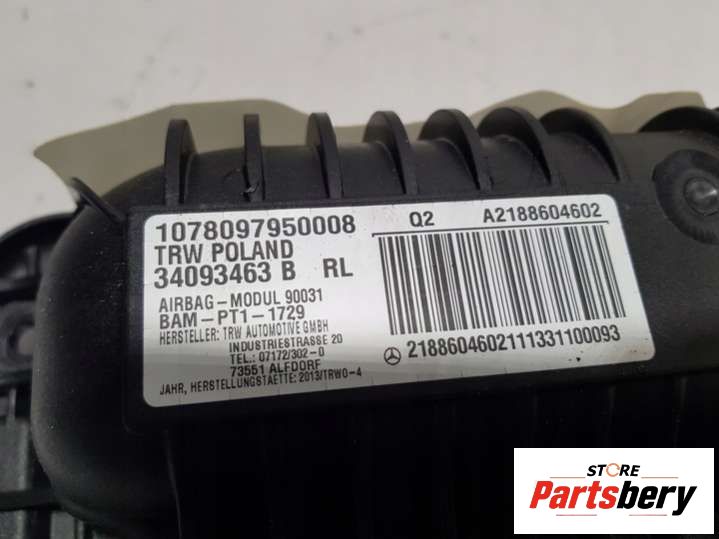 1078097950008
TRW POLAND
34093463 B RL
AIRBAG-MODUL 90031
BAM-PT1-1729
HERSTELLER: TRW AUTOMOTIVE GMBH
INDUSTRIESTRASSE 20
TEL.: 07172/302-0
73551 ALFDORF
JAHR, HERSTELLUNGSTAETTE: 2013/TRWO-4
Q2 A2188604602
2188604602111331100093
STORE
Partsbery